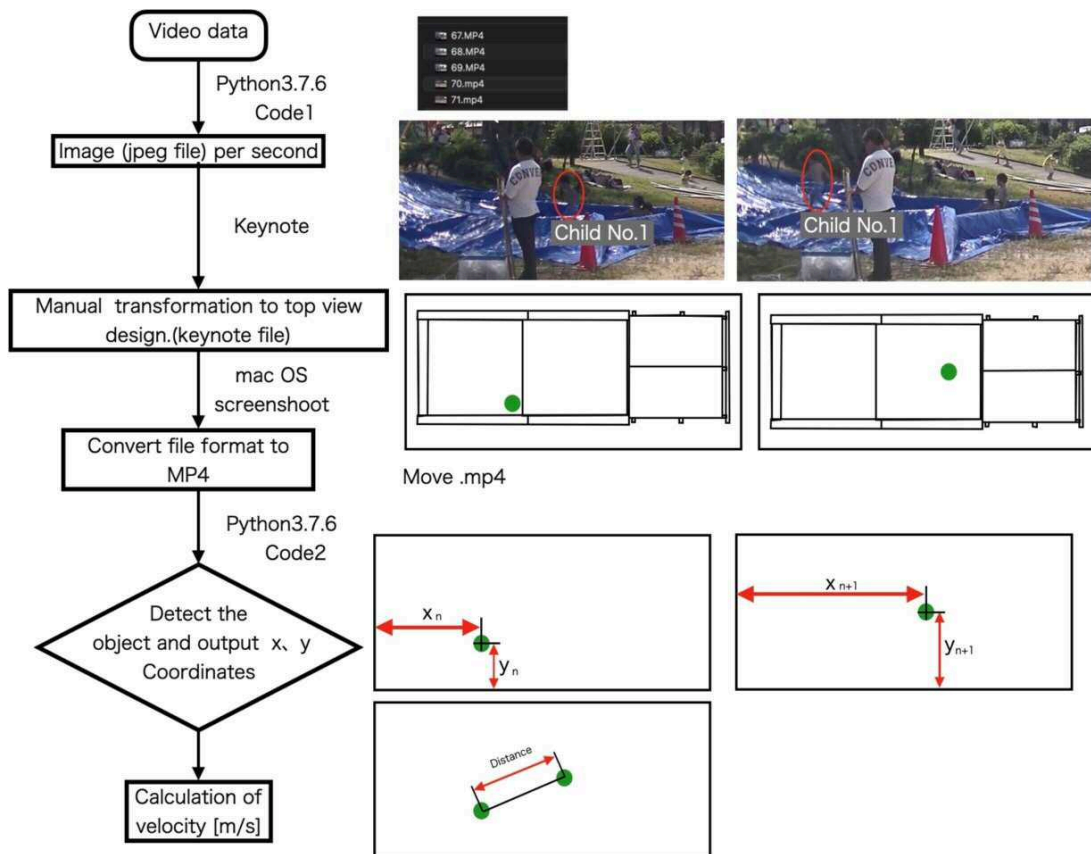 Video data
Python3.7.6
Code1
Image (jpeg file) per second
Keynote
Manual transformation to top view
design.(keynote file)
mac OS
screenshoot
Convert file format to
MP4
Python3.7.6
Code2
Detect the
object and output x、y
Coordinates
Calculation of
velocity [m/s]
67.MP4
68.MP4
69.MP4
70.mp4
71.mp4
CONVERSE
Child No.1
CONVE
Child No.1
Move .mp4
x n
y n
x n+1
y n+1
Distance